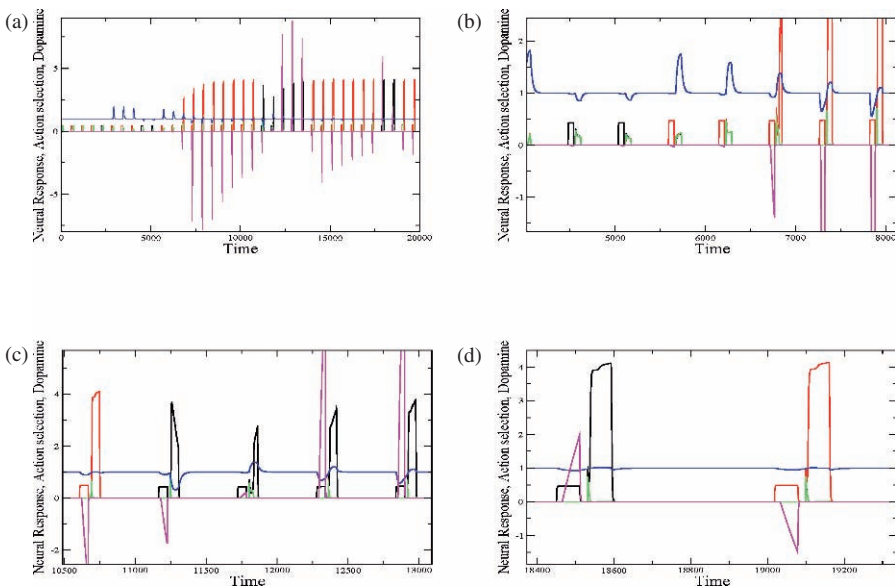 (a)
Neural Response, Action selection, Dopamine
5
0
-5
0 5000 10000 15000 20000
Time
(b)
Neural Response, Action selection, Dopamine
2
1
0
-1
5000 6000 7000 8000
Time
(c)
Neural Response, Action selection, Dopamine
4
2
0
-2
10500 11000 11500 12000 12500 13000
Time
(d)
Neural Response, Action selection, Dopamine
4
3
2
1
0
-1
18400 18600 18800 19000 19200
Time